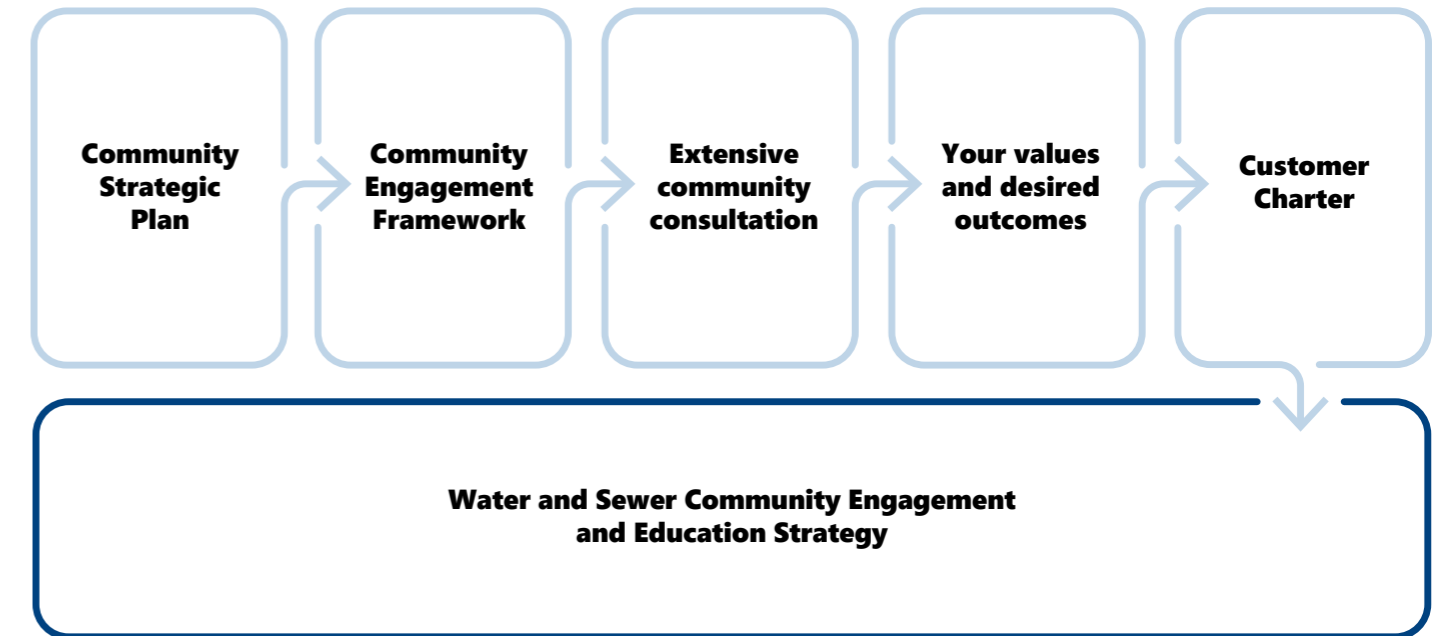 Community
Strategic
Plan
Community
Engagement
Framework
Extensive
community
consultation
Your values
and desired
outcomes
Customer
Charter
Water and Sewer Community Engagement
and Education Strategy